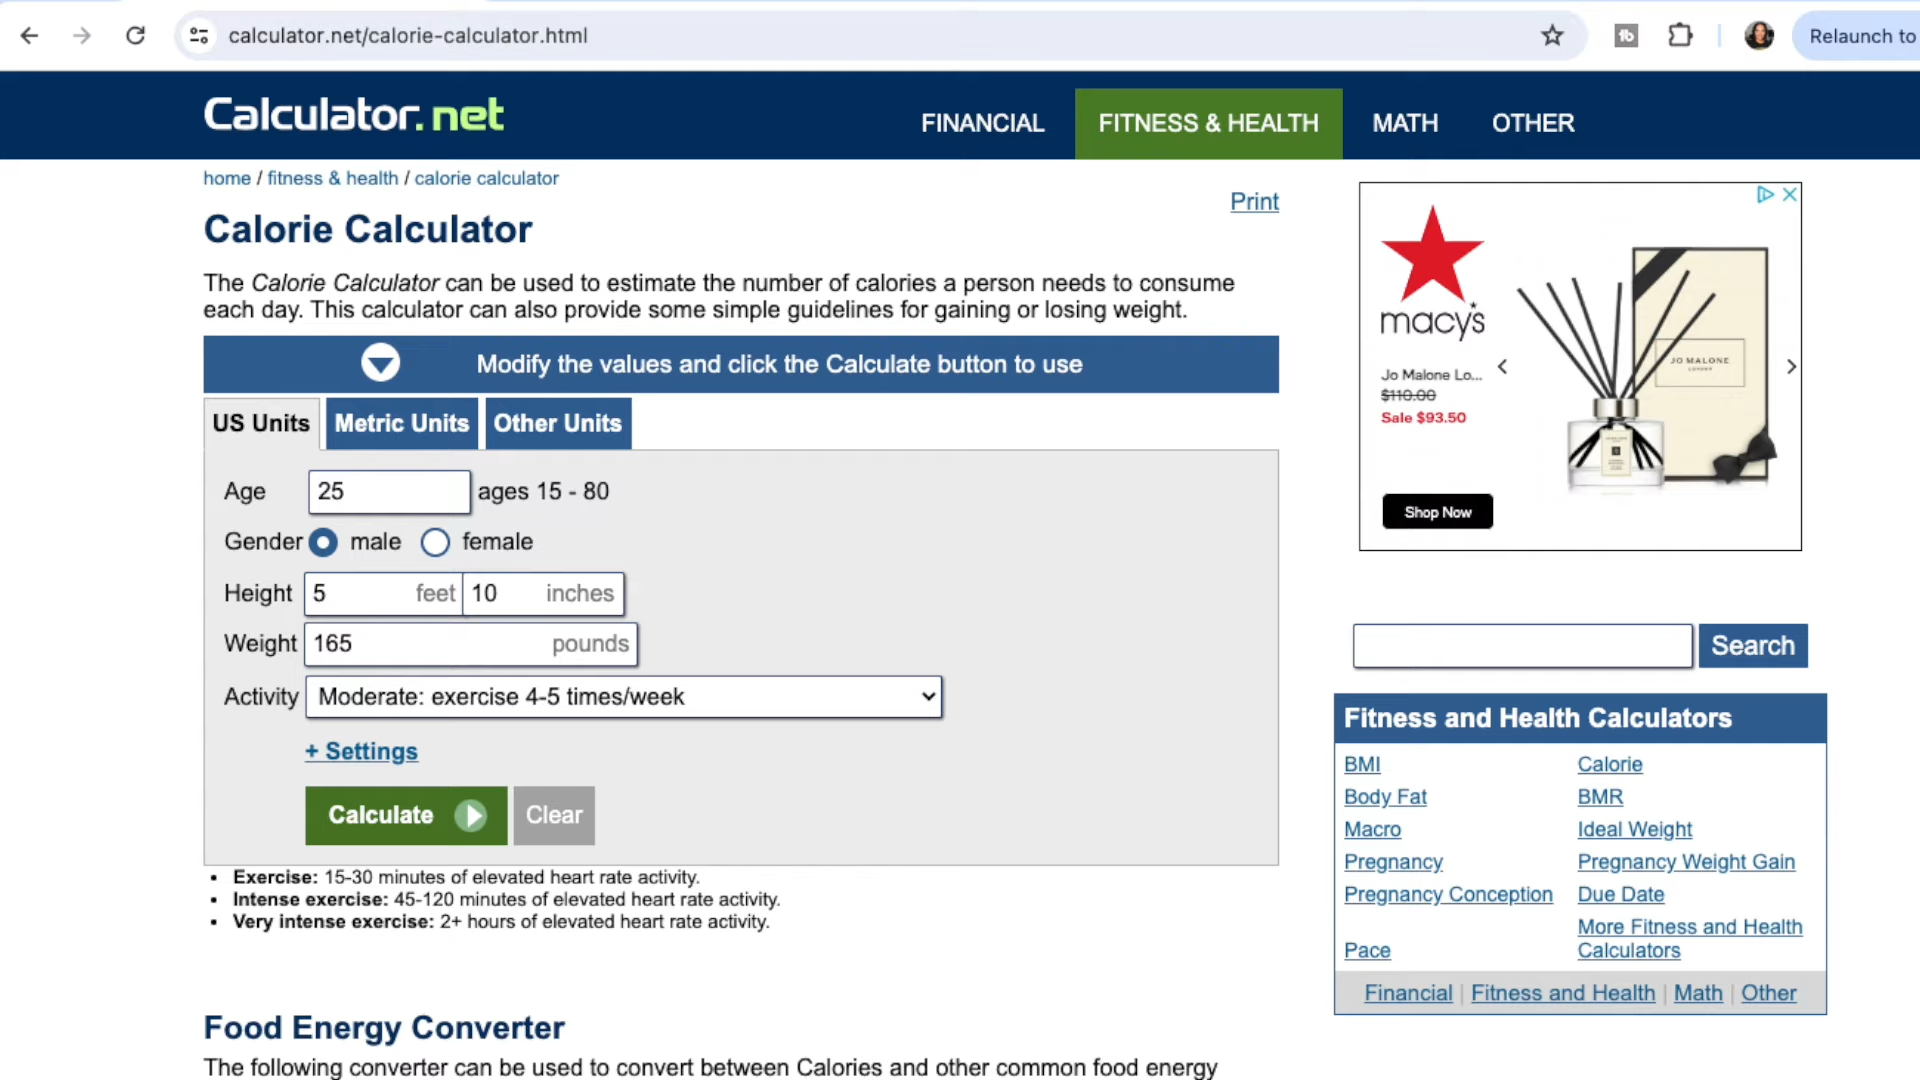 calculator.net/calorie-calculator.html
Relaunch to
Calculator.net
FINANCIAL
FITNESS & HEALTH
MATH
OTHER
home / fitness & health / calorie calculator
Print
Calorie Calculator
The Calorie Calculator can be used to estimate the number of calories a person needs to consume
each day. This calculator can also provide some simple guidelines for gaining or losing weight.
Modify the values and click the Calculate button to use
US Units
Metric Units
Other Units
Age 25 ages 15 - 80
Gender male female
Height 5 feet 10 inches
Weight 165 pounds
Activity Moderate: exercise 4-5 times/week
+ Settings
Calculate
Clear
• Exercise: 15-30 minutes of elevated heart rate activity.
• Intense exercise: 45-120 minutes of elevated heart rate activity.
• Very intense exercise: 2+ hours of elevated heart rate activity.
Food Energy Converter
The following converter can be used to convert between Calories and other common food energy
macy's
Jo Malone Lo...
$110.00
Sale $93.50
Shop Now
JO MALONE
LONDON
Search
Fitness and Health Calculators
BMI
Calorie
Body Fat
BMR
Macro
Ideal Weight
Pregnancy
Pregnancy Weight Gain
Pregnancy Conception
Due Date
Pace
More Fitness and Health
Calculators
Financial | Fitness and Health | Math | Other